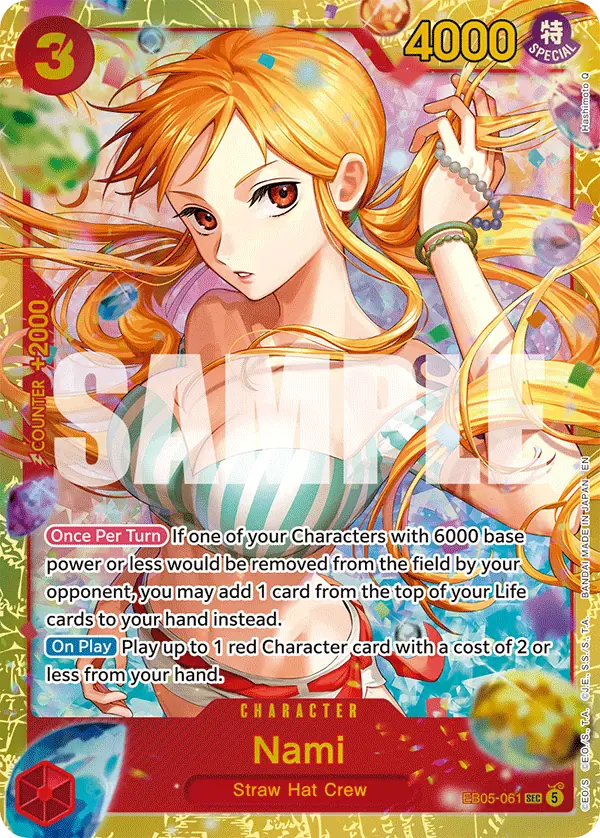 3
4000
特
SPECIAL
Hashimoto Q
COUNTER +2000
SAMPLE
Once Per Turn If one of your Characters with 6000 base
power or less would be removed from the field by your
opponent, you may add 1 card from the top of your Life
cards to your hand instead.
On Play Play up to 1 red Character card with a cost of 2 or
less from your hand.
CHARACTER
Nami
Straw Hat Crew
EB05-061 SEC 5
©E.O/S. ©E.O./S., T.A. ©JE, S.S./S., T.A. BANDAI MADE IN JAPAN. EN